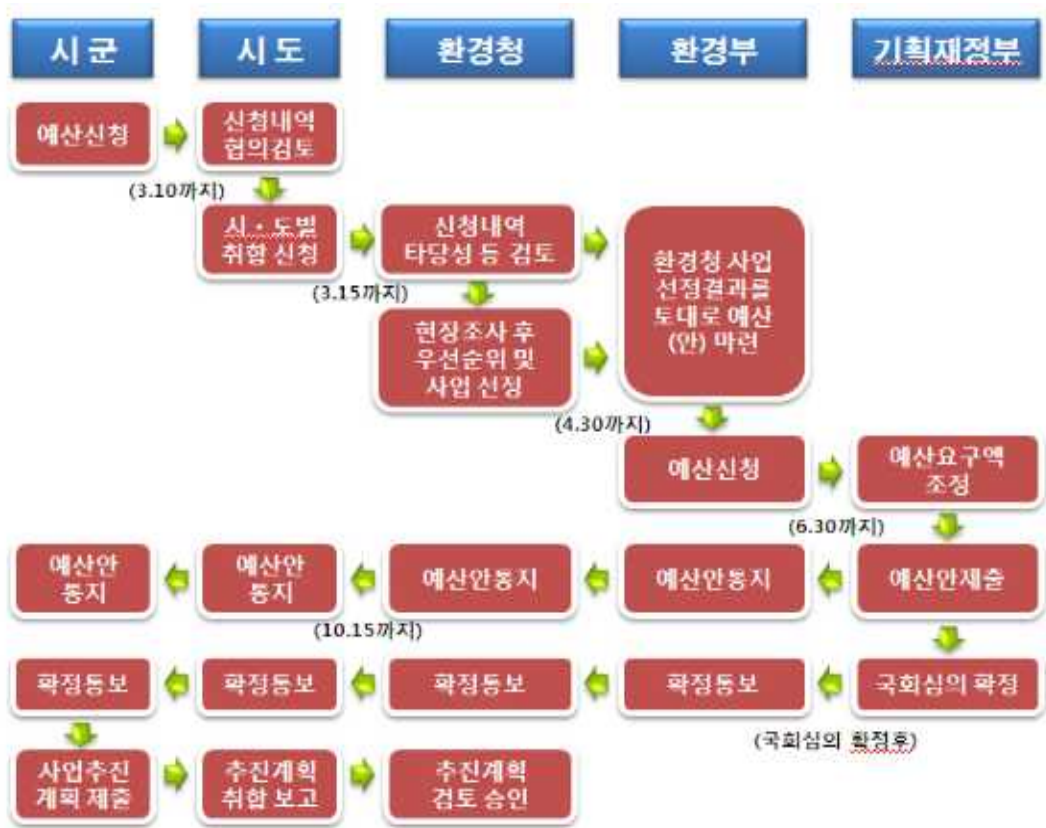 시 군
시 도
환경청
환경부
기획재정부
예산신청
신청내역
협의검토
(3.10까지)
시·도별
취합 신청
신청내역
타당성 등 검토
(3.15까지)
현장조사 후
우선순위 및
사업 선정
환경청 사업
선정결과를
토대로 예산
(안) 마련
(4.30까지)
예산신청
예산요구액
조정
(6.30까지)
예산안
통지
예산안
통지
예산안통지
예산안통지
예산안제출
(10.15까지)
확정통보
확정통보
확정통보
확정통보
국회심의 확정
(국회심의 확정후)
사업추진
계획 제출
추진계획
취합 보고
추진계획
검토 승인